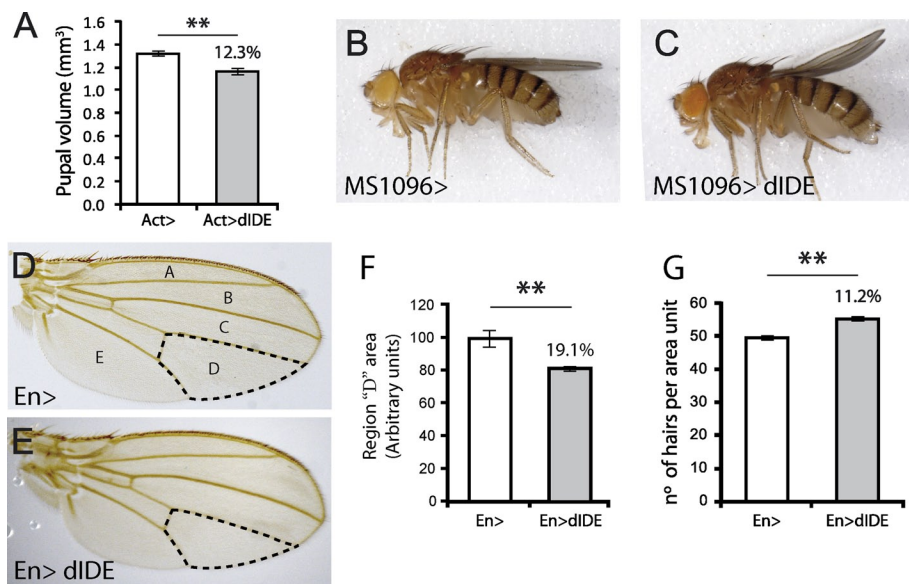 A
**
12.3%
Pupal volume (mm³)
1.6
1.4
1.2
1.0
0.8
0.6
0.4
0.2
0.0
Act>
Act>dIDE
B
MS1096>
C
MS1096> dIDE
D
A
B
C
D
E
En>
E
En> dIDE
F
**
19.1%
Region "D" area
(Arbitrary units)
120
100
80
60
40
20
0
En>
En>dIDE
G
**
11.2%
nº of hairs per area unit
60
50
40
30
20
10
0
En>
En>dIDE